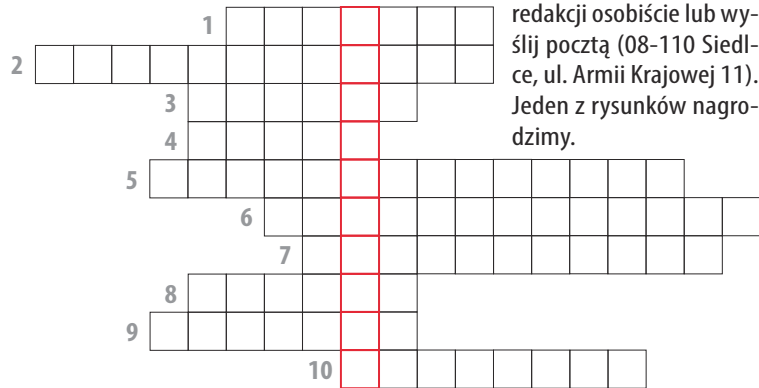 redakcji osobiście lub wy-
ślij pocztą (08-110 Siedl-
ce, ul. Armii Krajowej 11).
Jeden z rysunków nagro-
dzimy.
1
2
3
4
5
6
7
8
9
10